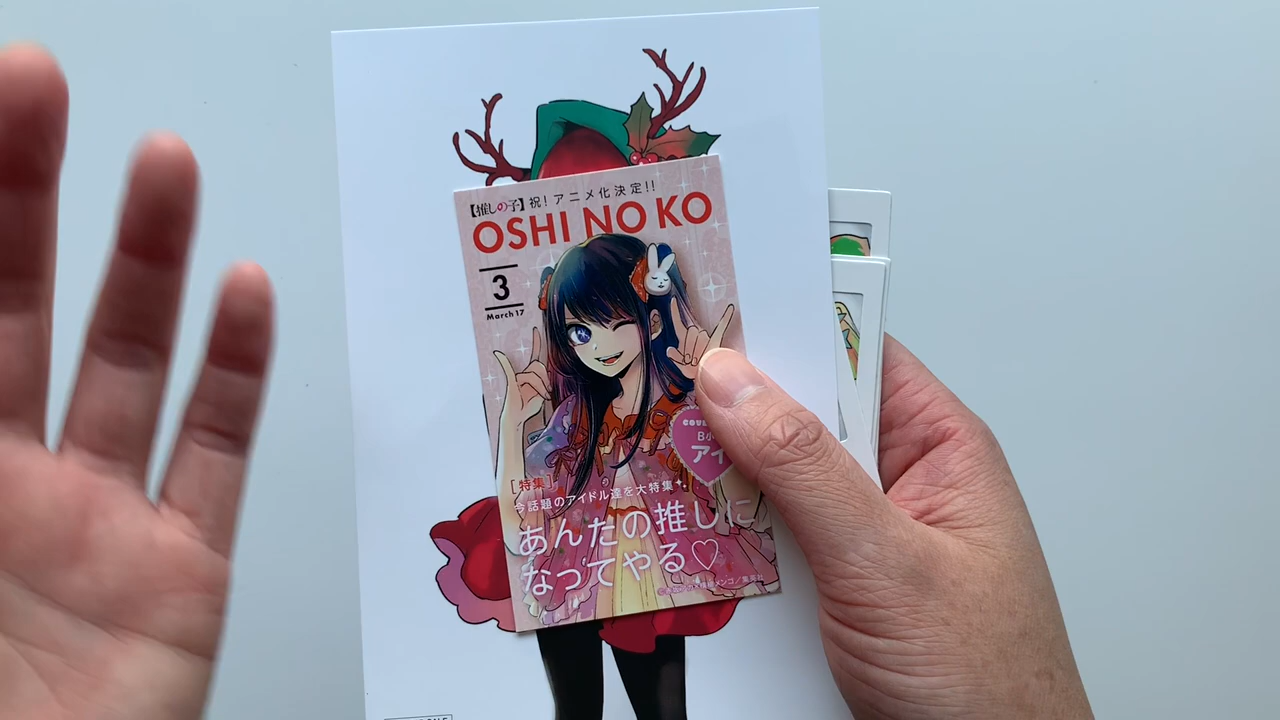 【推しの子】祝!アニメ化決定!!
OSHI NO KO
3
March 17
B小
アイ
[特集]
今話題のアイドル達を大特集
あんたの推しに
なってやる♡